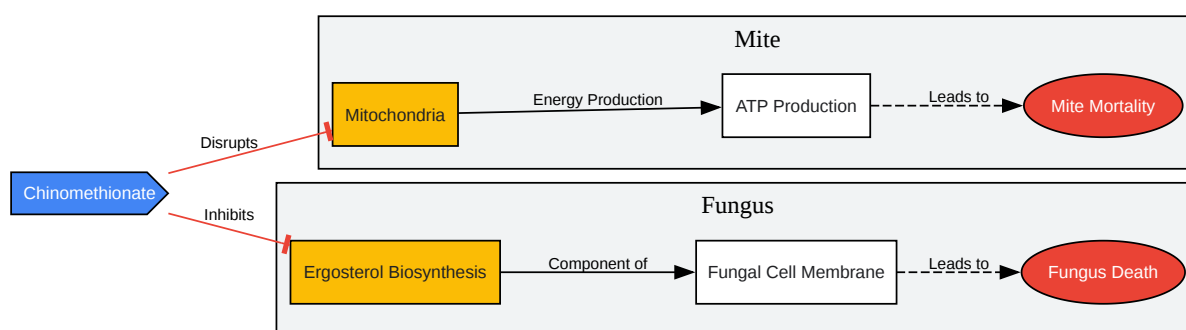 Mite
Mitochondria
Energy Production
ATP Production
Leads to
Mite Mortality
Disrupts
Chinomethionate
Inhibits
Fungus
Ergosterol Biosynthesis
Component of
Fungal Cell Membrane
Leads to
Fungus Death